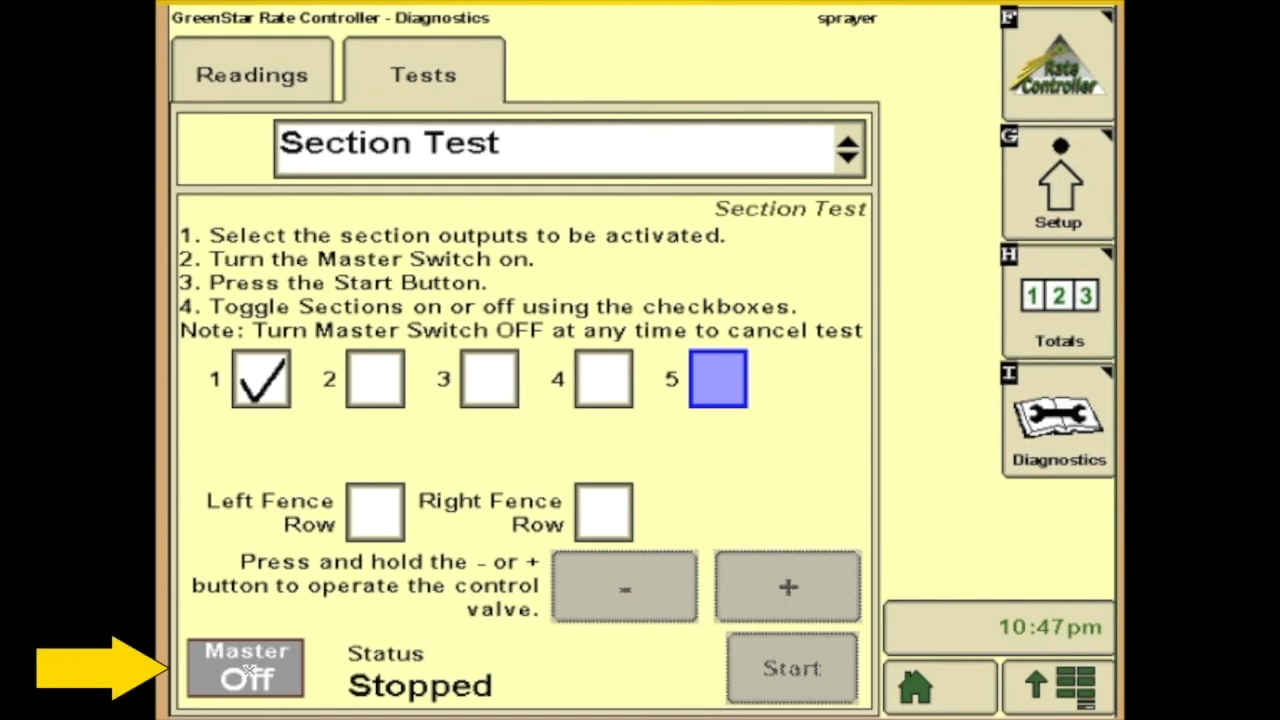 GreenStar Rate Controller - Diagnostics
sprayer
Readings
Tests
Section Test
Section Test
1. Select the section outputs to be activated.
2. Turn the Master Switch on.
3. Press the Start Button.
4. Toggle Sections on or off using the checkboxes.
Note: Turn Master Switch OFF at any time to cancel test
1 2 3 4 5
Left Fence
Row
Right Fence
Row
Press and hold the - or +
button to operate the control
valve.
-
+
Master
Off
Status
Stopped
Start
F
Rate
Controller
G
Setup
H
1 2 3
Totals
I
Diagnostics
10:47pm